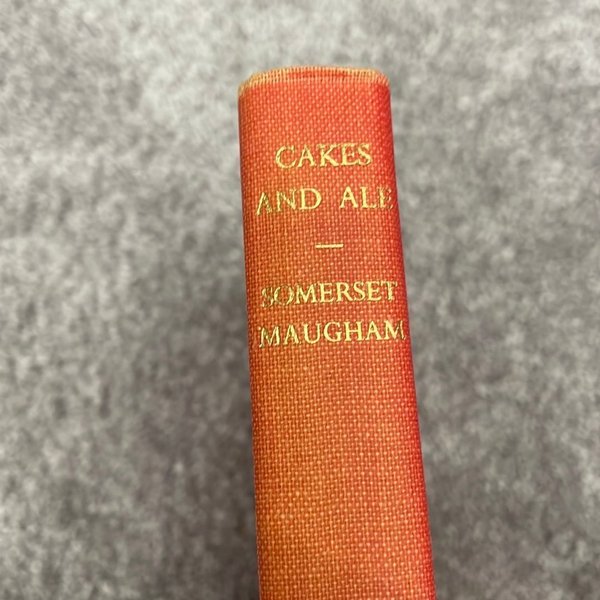 CAKES
AND ALE
—
SOMERSET
MAUGHAM